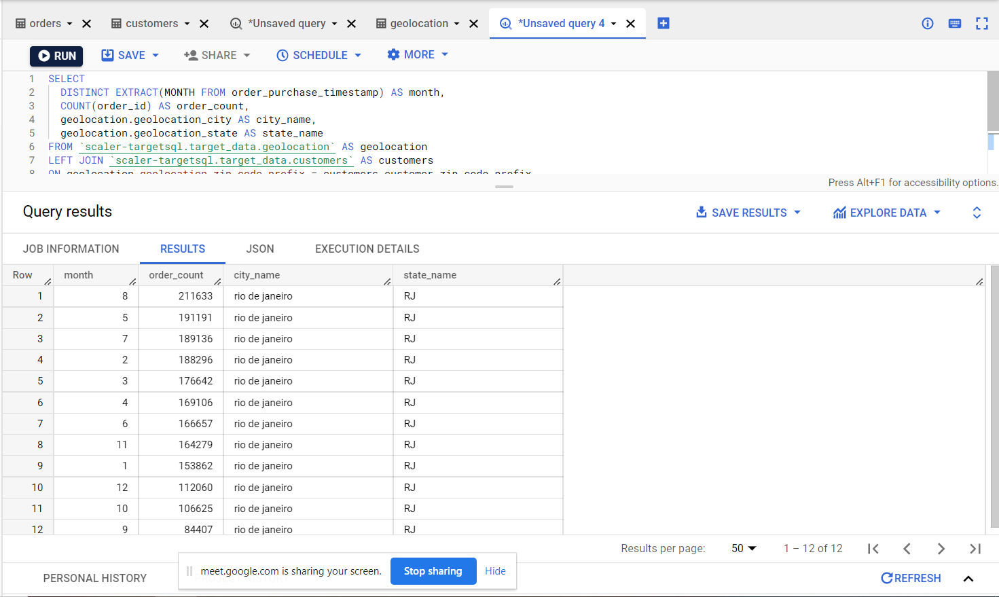 orders customers *Unsaved query geolocation *Unsaved query 4
RUN SAVE SHARE SCHEDULE MORE
1 SELECT
2 DISTINCT EXTRACT(MONTH FROM order_purchase_timestamp) AS month,
3 COUNT(order_id) AS order_count,
4 geolocation.geolocation_city AS city_name,
5 geolocation.geolocation_state AS state_name
6 FROM `scaler-targetsql.target_data.geolocation` AS geolocation
7 LEFT JOIN `scaler-targetsql.target_data.customers` AS customers
8 ON geolocation.geolocation_zip_code_prefix = customers.customer_zip_code_prefix
Press Alt+F1 for accessibility options.
Query results SAVE RESULTS EXPLORE DATA
JOB INFORMATION RESULTS JSON EXECUTION DETAILS
Row month order_count city_name state_name
1 8 211633 rio de janeiro RJ
2 5 191191 rio de janeiro RJ
3 7 189136 rio de janeiro RJ
4 2 188296 rio de janeiro RJ
5 3 176642 rio de janeiro RJ
6 4 169106 rio de janeiro RJ
7 6 166657 rio de janeiro RJ
8 11 164279 rio de janeiro RJ
9 1 153862 rio de janeiro RJ
10 12 112060 rio de janeiro RJ
11 10 106625 rio de janeiro RJ
12 9 84407 rio de janeiro RJ
Results per page: 50 1 – 12 of 12
PERSONAL HISTORY meet.google.com is sharing your screen. Stop sharing Hide REFRESH